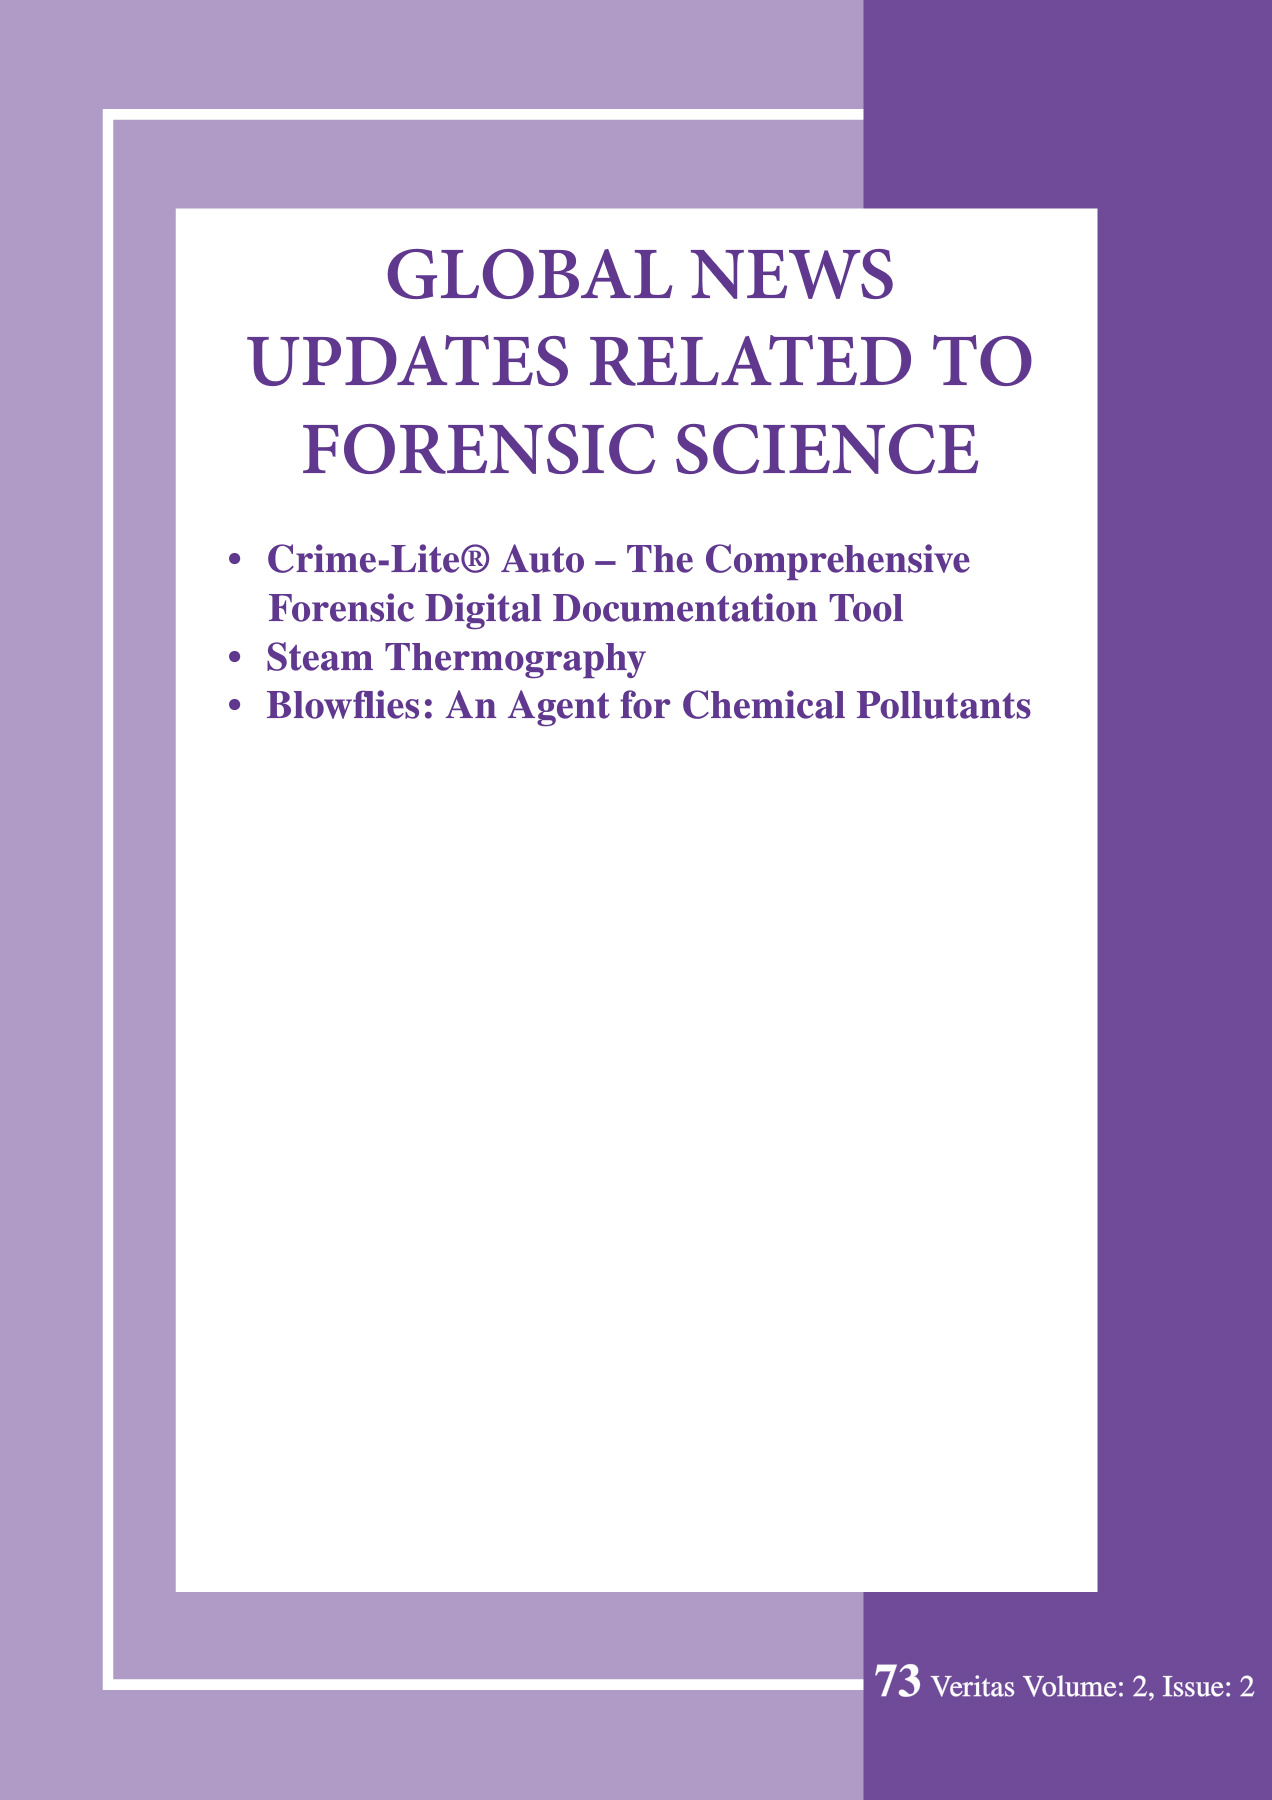 GLOBAL NEWS
UPDATES RELATED TO
FORENSIC SCIENCE
• Crime-Lite® Auto – The Comprehensive
Forensic Digital Documentation Tool
• Steam Thermography
• Blowflies: An Agent for Chemical Pollutants
73 Veritas Volume: 2, Issue: 2